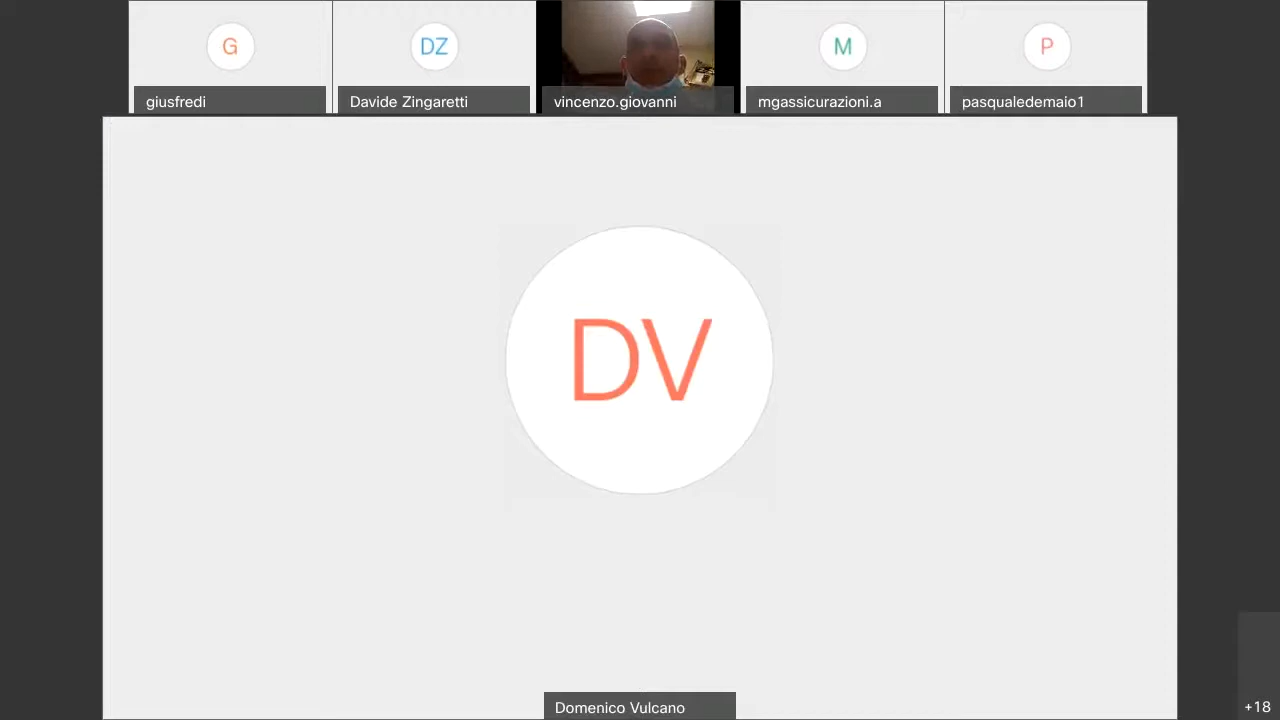 G
DZ
M
P
giusfredi
Davide Zingaretti
vincenzo.giovanni
mgassicurazioni.a
pasqualedemaio1
DV
Domenico Vulcano
+18